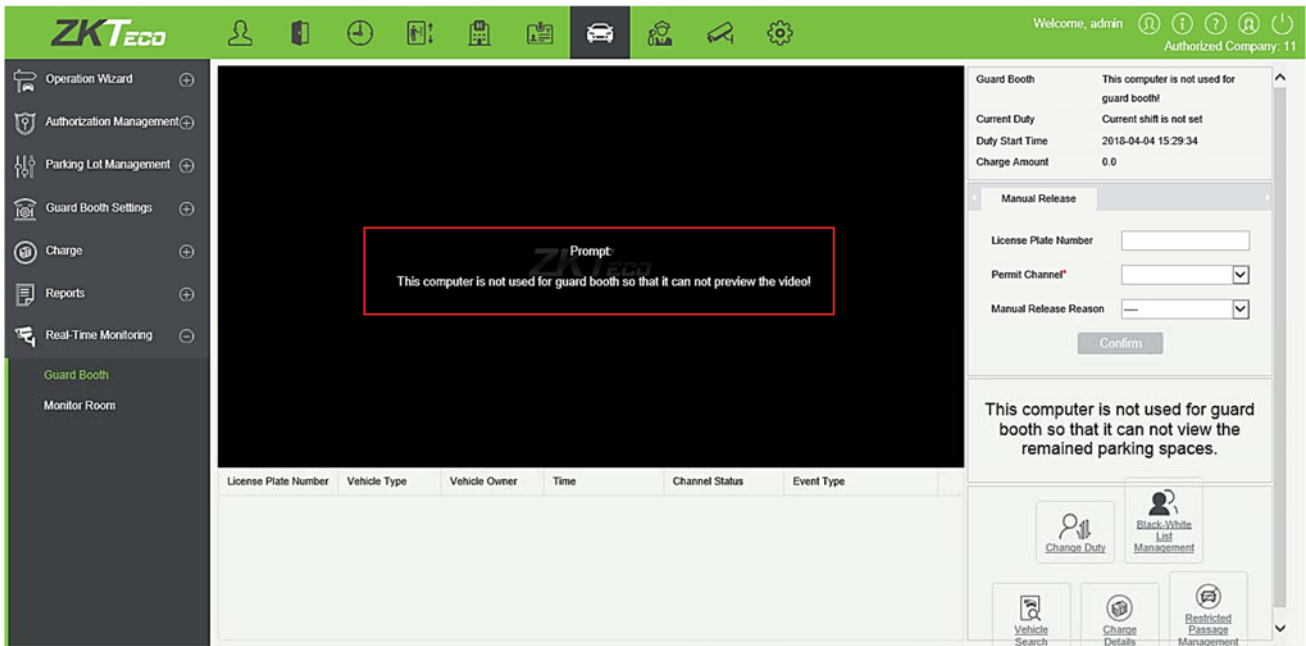 ZKTECO
Welcome, admin
Authorized Company: 11
Operation Wizard
Authorization Management
Parking Lot Management
Guard Booth Settings
Charge
Reports
Real-Time Monitoring
Guard Booth
Monitor Room
ZKTECO
Prompt:
This computer is not used for guard booth so that it can not preview the video!
License Plate Number Vehicle Type Vehicle Owner Time Channel Status Event Type
Guard Booth This computer is not used for
guard booth!
Current Duty Current shift is not set
Duty Start Time 2018-04-04 15:29:34
Charge Amount 0.0
Manual Release
License Plate Number
Permit Channel*
Manual Release Reason ----
Confirm
This computer is not used for guard
booth so that it can not view the
remained parking spaces.
Change Duty
Black-White
List
Management
Vehicle
Search
Charge
Details
Restricted
Passage
Management